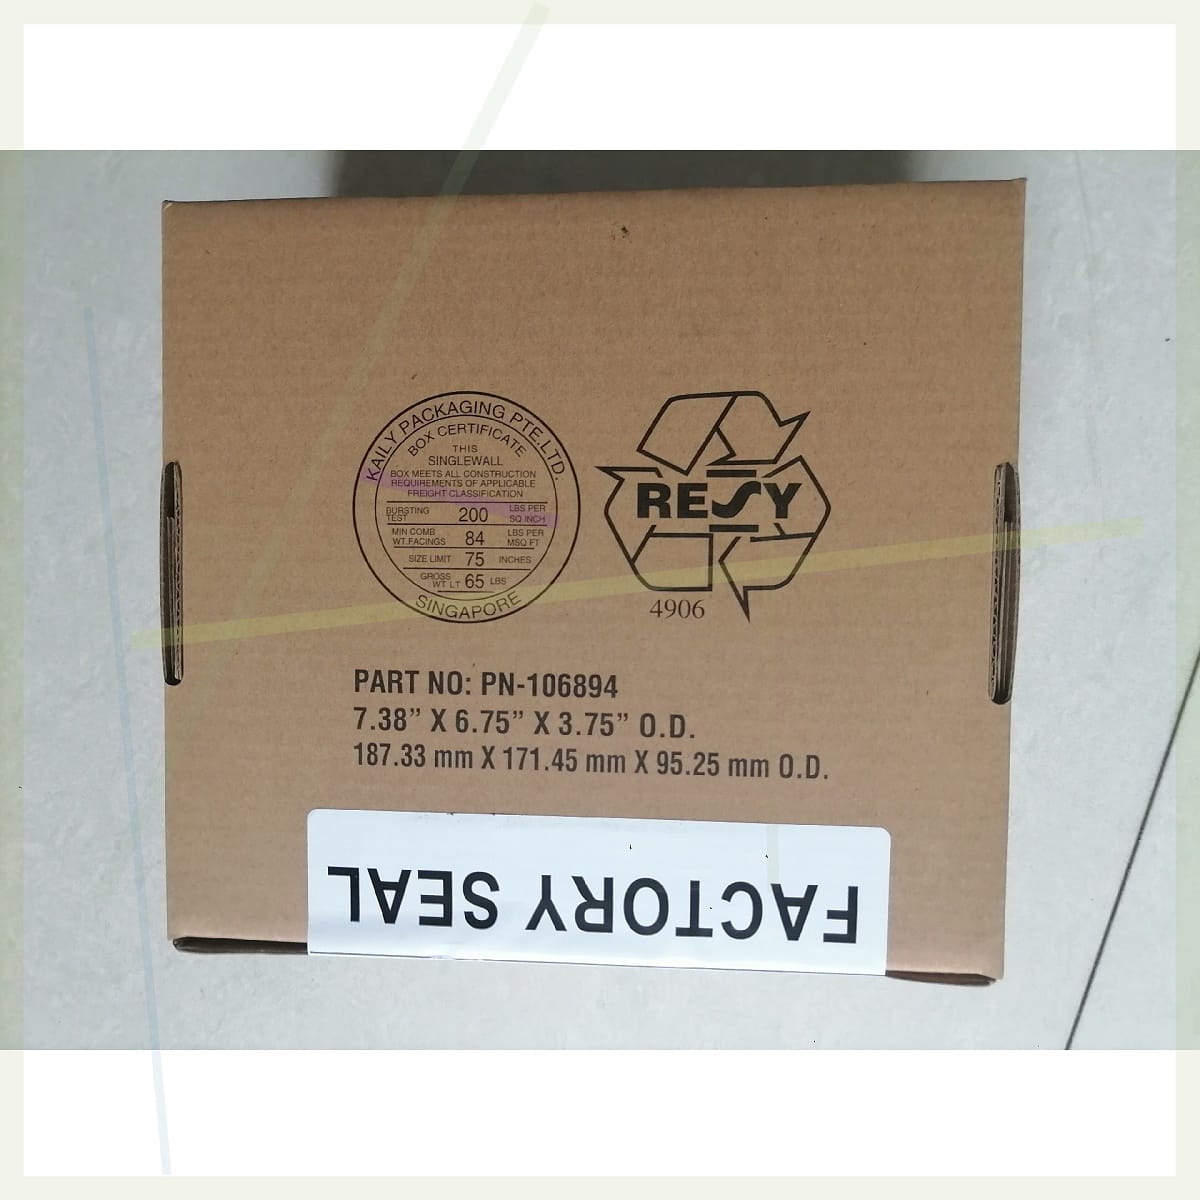 KAILY PACKAGING PTE.LTD.
BOX CERTIFICATE
THIS
SINGLEWALL
BOX MEETS ALL CONSTRUCTION
REQUIREMENTS OF APPLICABLE
FREIGHT CLASSIFICATION
BURSTING TEST 200 LBS PER SQ INCH
MIN COMB WT.FACINGS 84 LBS PER MSQ FT
SIZE LIMIT 75 INCHES
GROSS WT LT 65 LBS
SINGAPORE
RESY
4906
PART NO: PN-106894
7.38” X 6.75” X 3.75” O.D.
187.33 mm X 171.45 mm X 95.25 mm O.D.
FACTORY SEAL